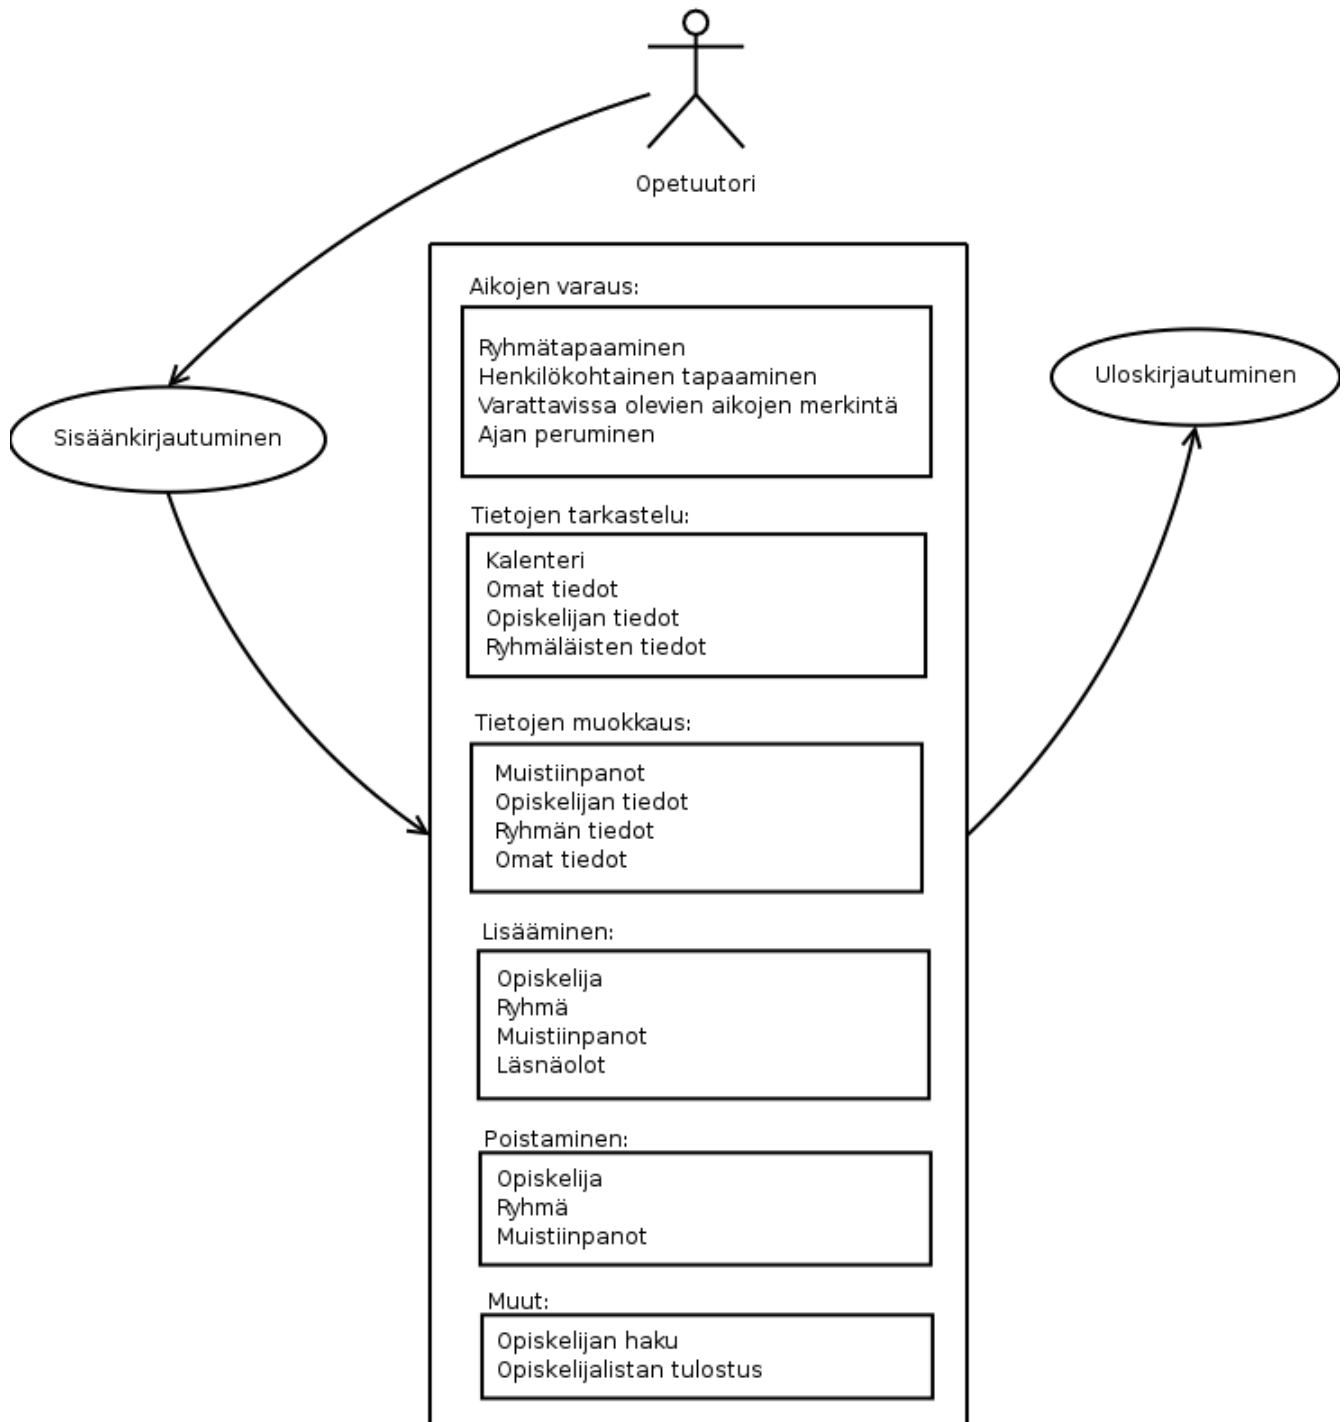 Opetuutori
Aikojen varaus:
Ryhmätapaaminen
Henkilökohtainen tapaaminen
Varattavissa olevien aikojen merkintä
Ajan peruminen
Uloskirjautuminen
Sisäänkirjautuminen
Tietojen tarkastelu:
Kalenteri
Omat tiedot
Opiskelijan tiedot
Ryhmäläisten tiedot
Tietojen muokkaus:
Muistiinpanot
Opiskelijan tiedot
Ryhmän tiedot
Omat tiedot
Lisääminen:
Opiskelija
Ryhmä
Muistiinpanot
Läsnäolot
Poistaminen:
Opiskelija
Ryhmä
Muistiinpanot
Muut:
Opiskelijan haku
Opiskelijalistan tulostus